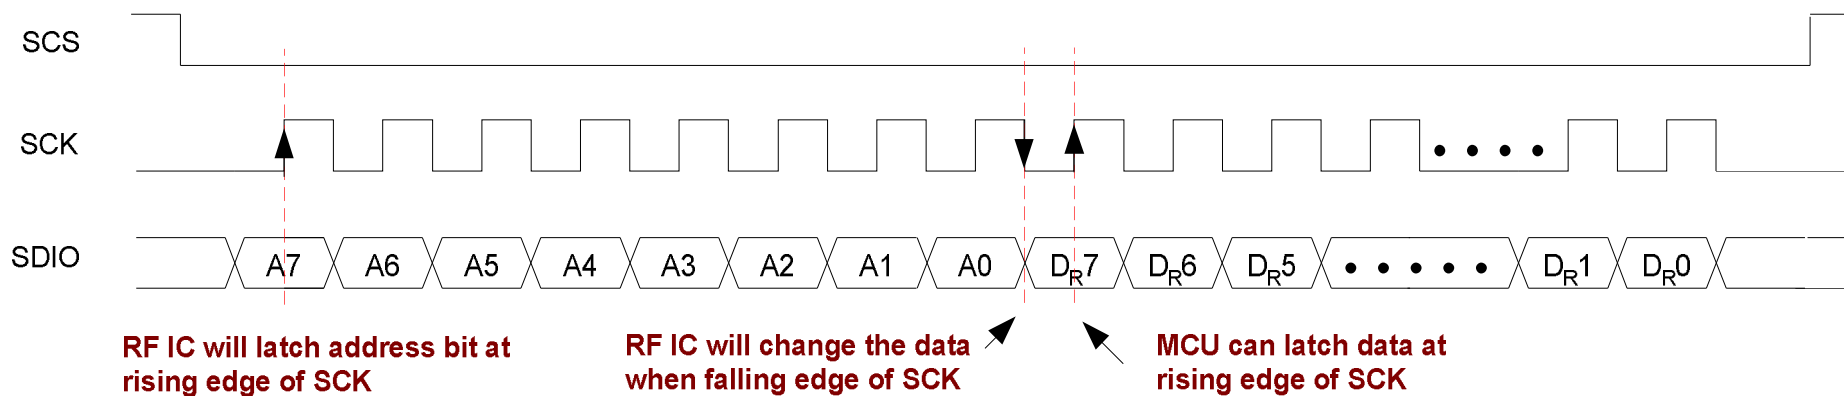 SCS
SCK
SDIO
A7 A6 A5 A4 A3 A2 A1 A0 DR7 DR6 DR5 DR1 DR0
RF IC will latch address bit at
rising edge of SCK
RF IC will change the data
when falling edge of SCK
MCU can latch data at
rising edge of SCK